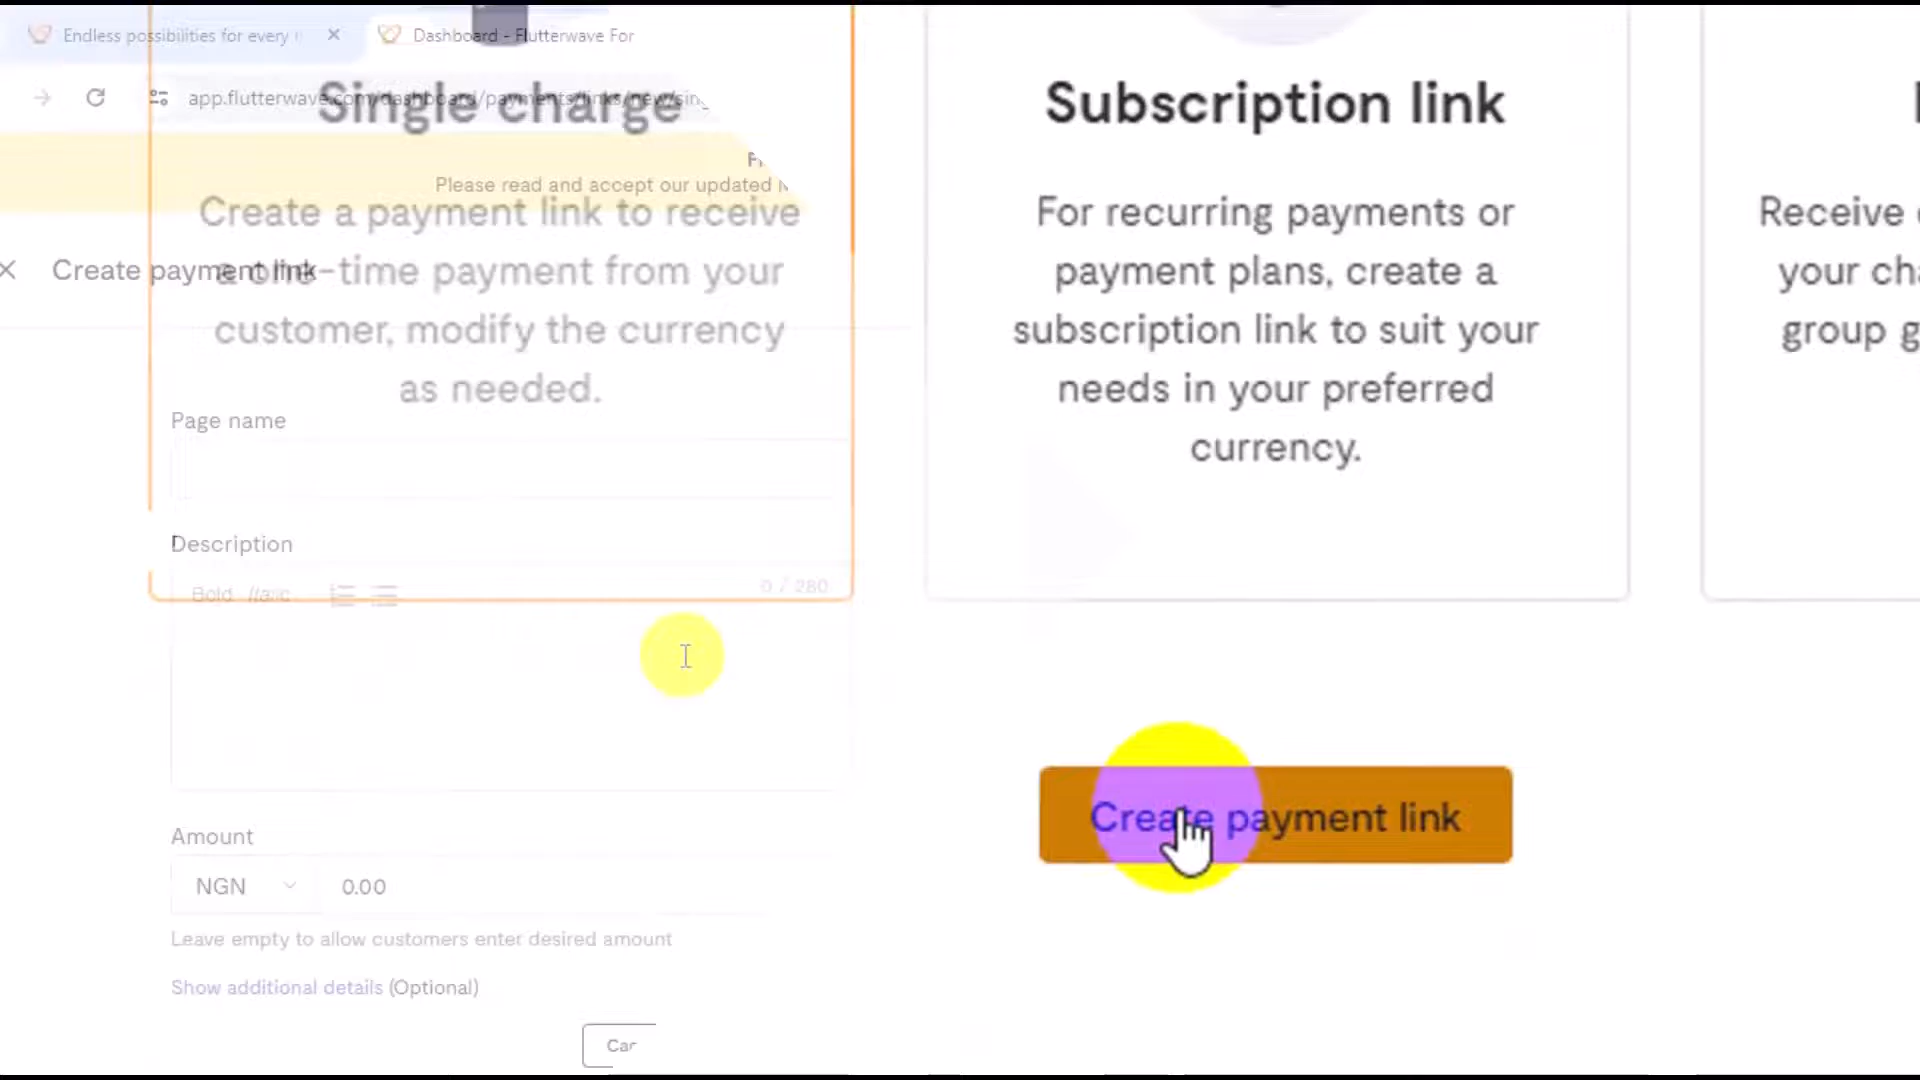 Endless possibilities for every
Dashboard - Flutterwave For
app.flutterwave.com/dashboard/payments/links/new/sin
Please read and accept our updated
Create payment link
Page name
Description
Bold Italic
0 / 280
Amount
NGN 0.00
Leave empty to allow customers enter desired amount
Show additional details (Optional)
Single charge
Create a payment link to receive
a one-time payment from your
customer, modify the currency
as needed.
Subscription link
For recurring payments or
payment plans, create a
subscription link to suit your
needs in your preferred
currency.
Receive
your
group
Create payment link